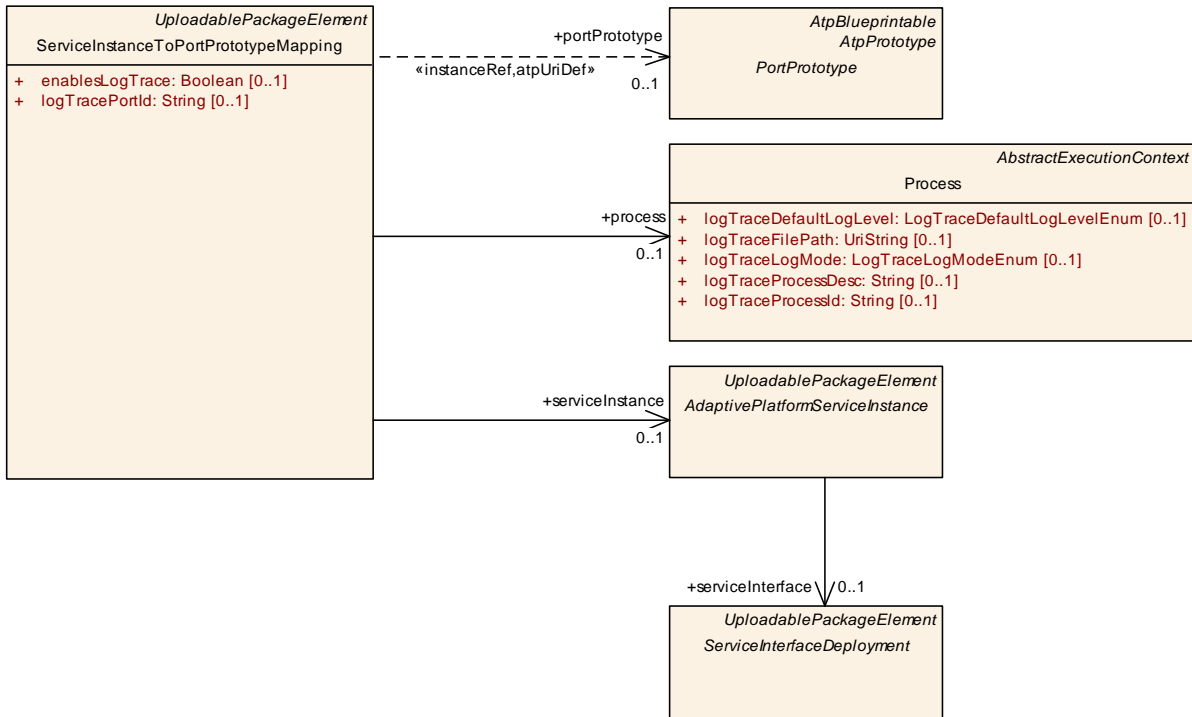 UploadablePackageElement
ServiceInstanceToPortPrototypeMapping
+ enablesLogTrace: Boolean [0..1]
+ logTracePortId: String [0..1]
+portPrototype
«instanceRef,atpUriDef»
0..1
AtpBlueprintable
AtpPrototype
PortPrototype
+process
0..1
AbstractExecutionContext
Process
+ logTraceDefaultLogLevel: LogTraceDefaultLogLevelEnum [0..1]
+ logTraceFilePath: UriString [0..1]
+ logTraceLogMode: LogTraceLogModeEnum [0..1]
+ logTraceProcessDesc: String [0..1]
+ logTraceProcessId: String [0..1]
+serviceInstance
0..1
UploadablePackageElement
AdaptivePlatformServiceInstance
+serviceInterface
0..1
UploadablePackageElement
ServiceInterfaceDeployment